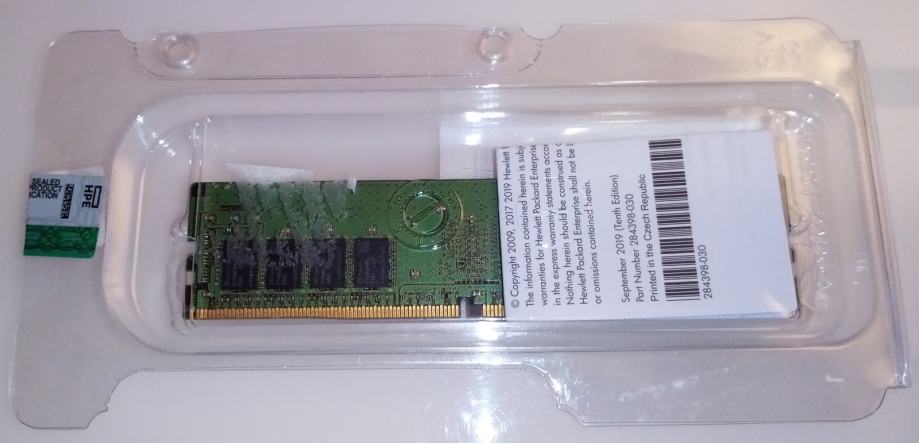 SEALED
PRODUCT
ICATION
HPE
© Copyright 2009, 2017 2019 Hewlett
The information contained herein is subj
warranties for Hewlett Packard Enterprise
in the express warranty statements acco
Nothing herein should be construed as
Hewlett Packard Enterprise shall not be
or omissions contained herein.
September 2019 (Tenth Edition)
Part Number 284398-030
Printed in the Czech Republic
284398-030